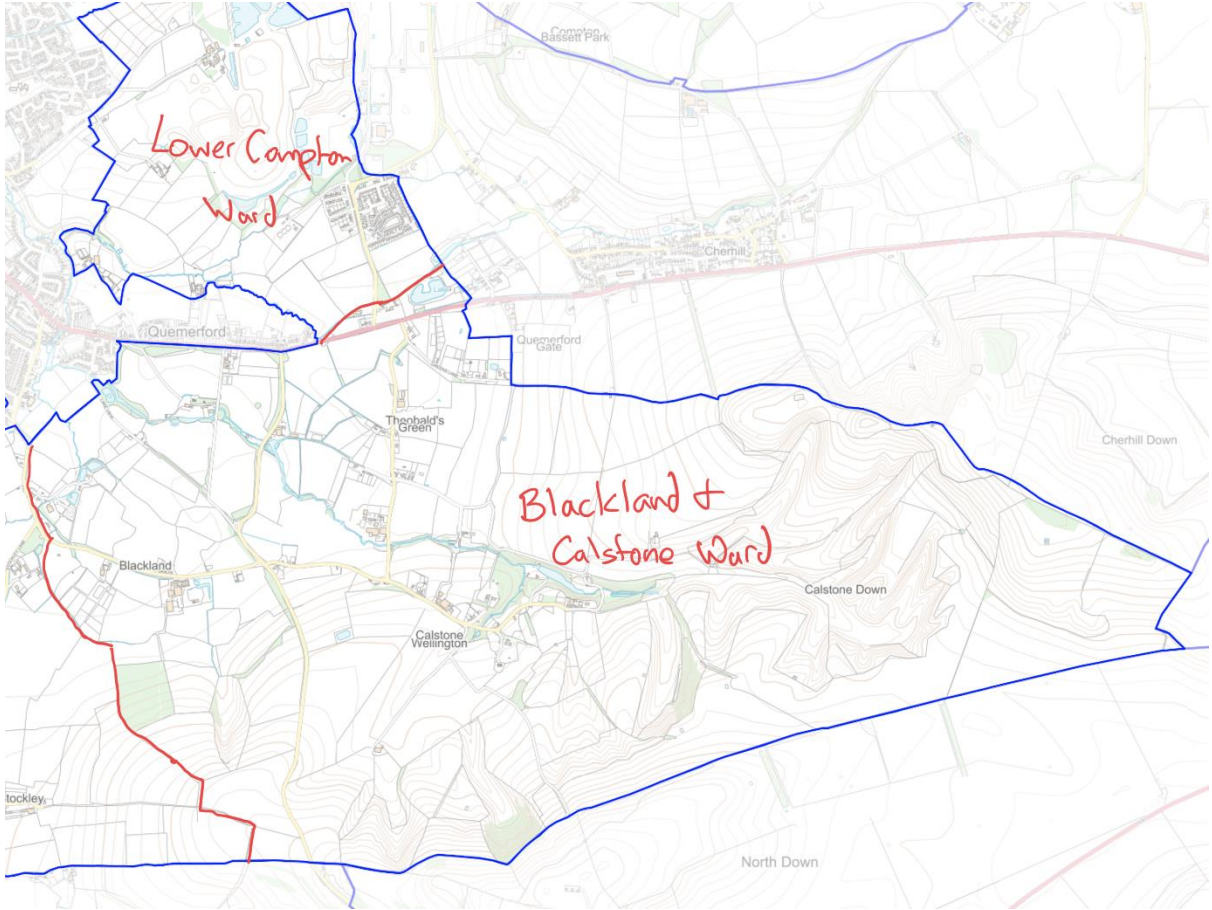 Compton
Bassett Park
Lower Compton
Ward
Cherhill
Quemerford
Quemerford
Gate
Theobald's
Green
Cherhill Down
Blackland &
Calstone Ward
Blackland
Calstone Down
Calstone
Wellington
tockley
North Down